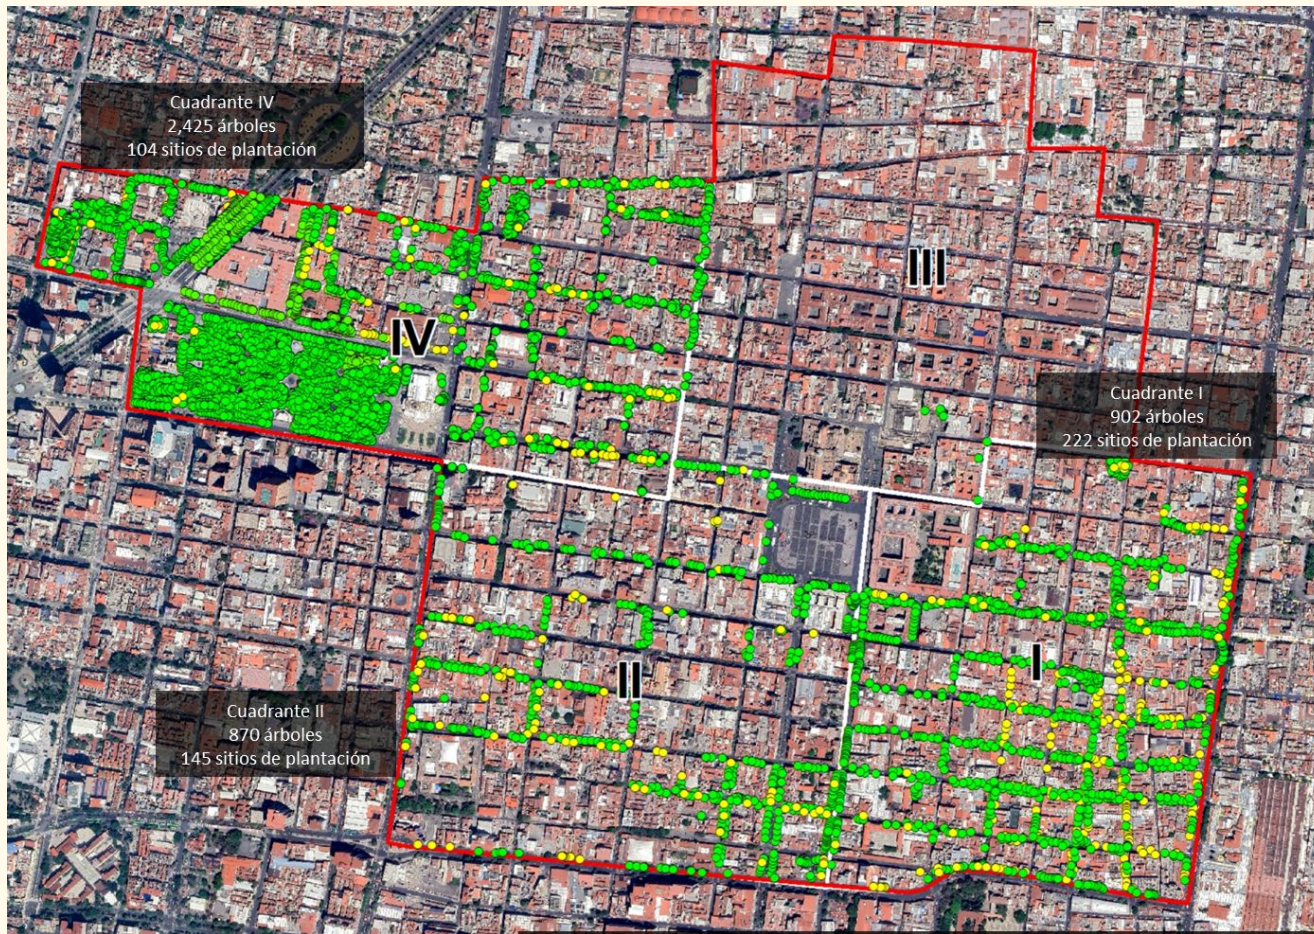 Cuadrante IV
2,425 árboles
104 sitios de plantación
III
IV
Cuadrante I
902 árboles
222 sitios de plantación
I
II
Cuadrante II
870 árboles
145 sitios de plantación